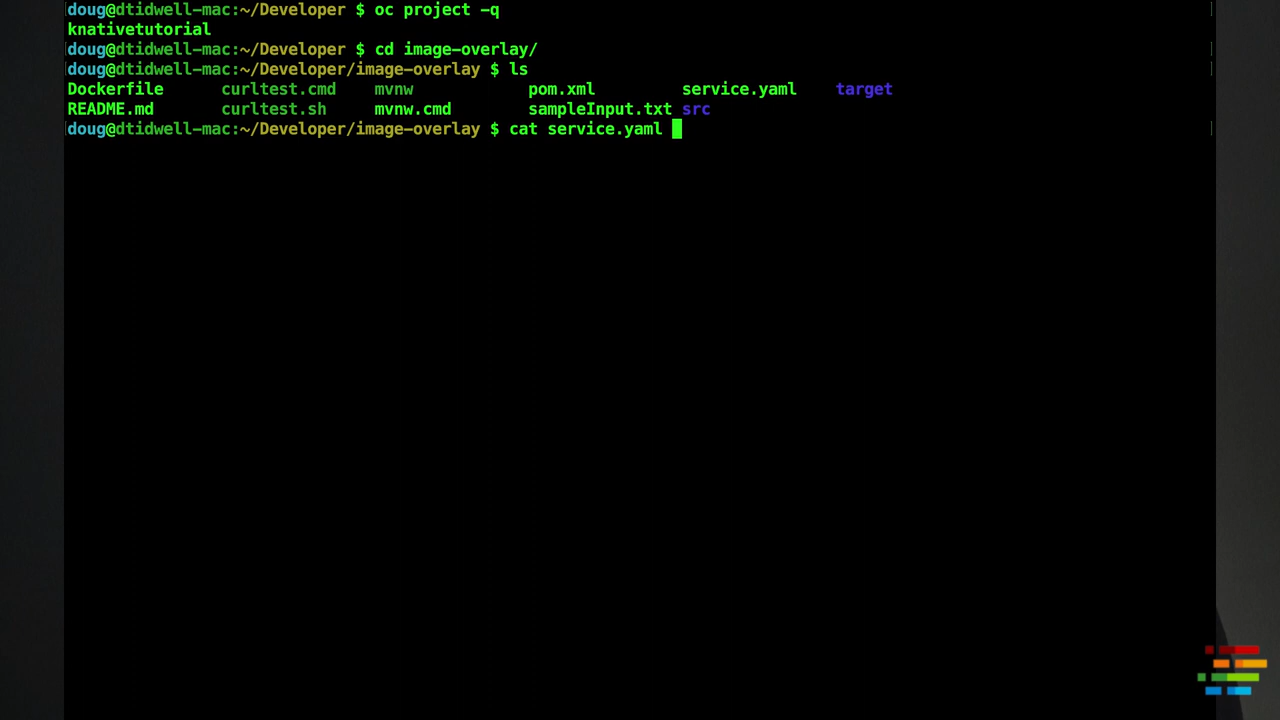 doug@dtidwell-mac:~/Developer $ oc project -q
knativetutorial
doug@dtidwell-mac:~/Developer $ cd image-overlay/
doug@dtidwell-mac:~/Developer/image-overlay $ ls
Dockerfile curltest.cmd mvnw pom.xml service.yaml target
README.md curltest.sh mvnw.cmd sampleInput.txt src
doug@dtidwell-mac:~/Developer/image-overlay $ cat service.yaml